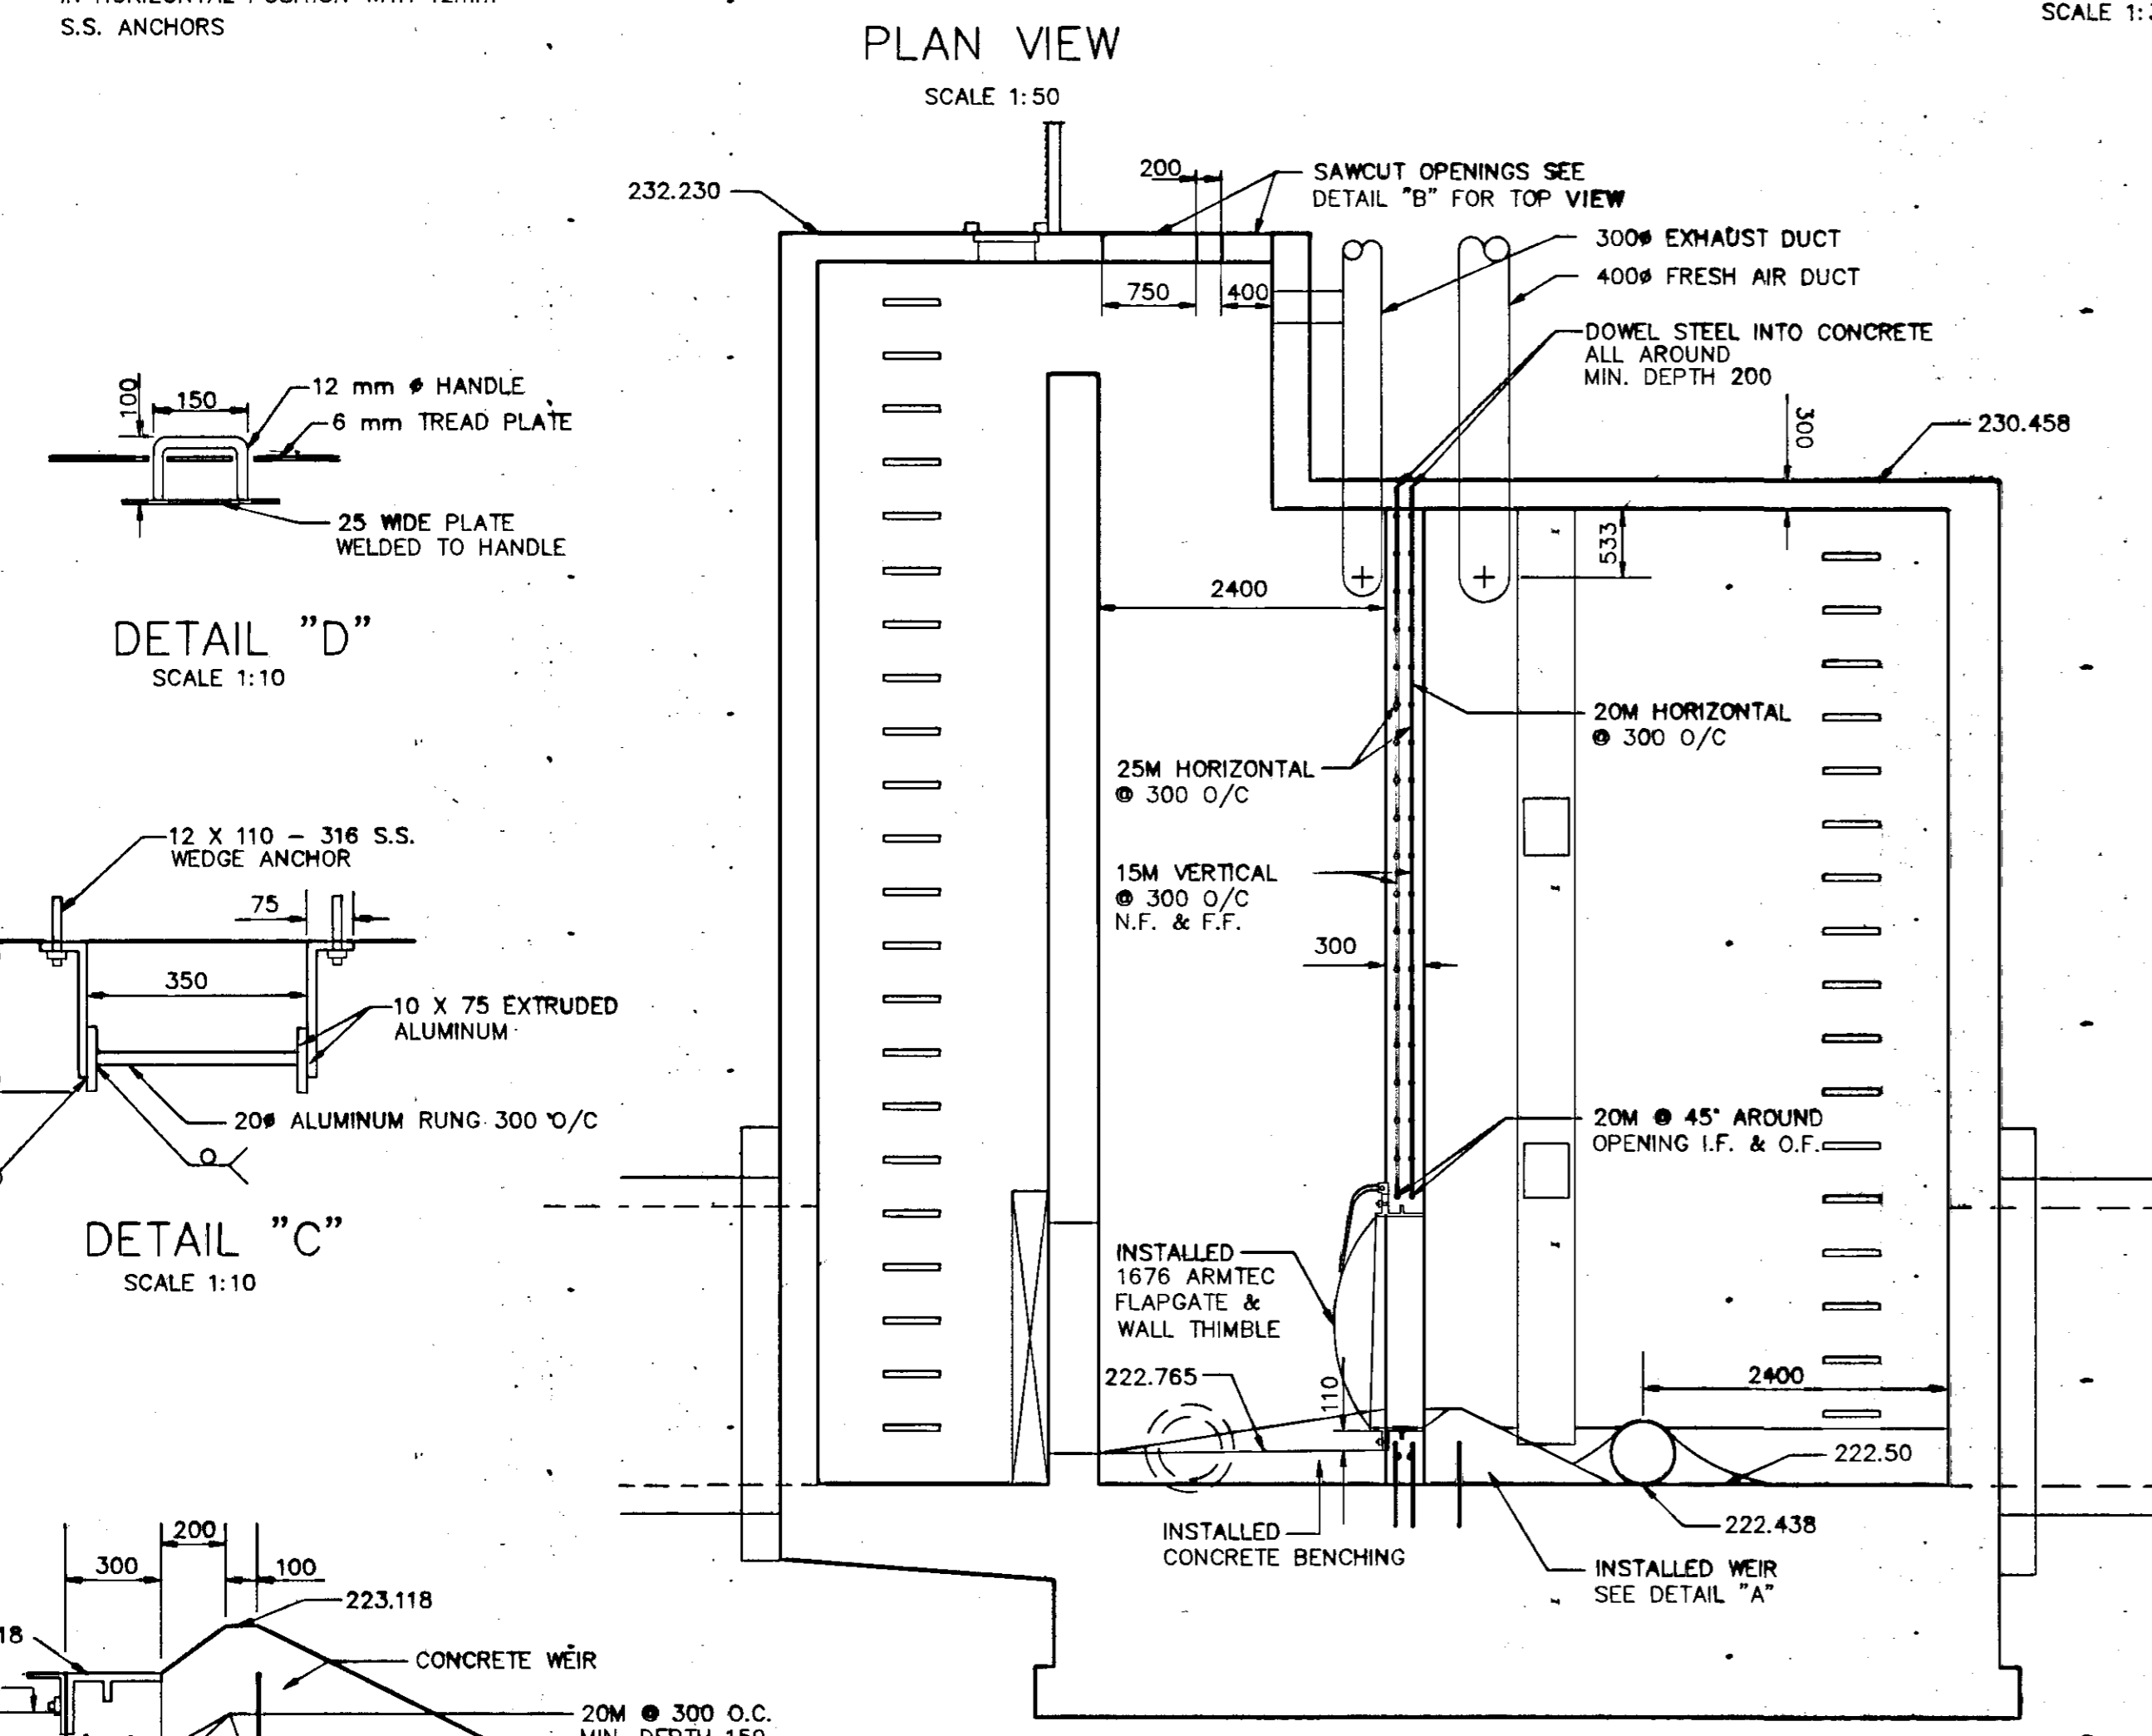 S.S. ANCHORS
PLAN VIEW
SCALE 1:50
SCALE 1:
232.230
200
SAWCUT OPENINGS SEE
DETAIL "B" FOR TOP VIEW
300ø EXHAUST DUCT
400ø FRESH AIR DUCT
750
400
DOWEL STEEL INTO CONCRETE
ALL AROUND
MIN. DEPTH 200
300
230.458
533
2400
100
150
12 mm ø HANDLE
6 mm TREAD PLATE
25 WIDE PLATE
WELDED TO HANDLE
DETAIL "D"
SCALE 1:10
20M HORIZONTAL
@ 300 O/C
25M HORIZONTAL
@ 300 O/C
15M VERTICAL
@ 300 O/C
N.F. & F.F.
300
12 X 110 - 316 S.S.
WEDGE ANCHOR
75
350
10 X 75 EXTRUDED
ALUMINUM
20ø ALUMINUM RUNG 300 O/C
DETAIL "C"
SCALE 1:10
20M @ 45° AROUND
OPENING I.F. & O.F.
INSTALLED
1676 ARMTEC
FLAPGATE &
WALL THIMBLE
222.765
110
2400
222.50
222.438
INSTALLED
CONCRETE BENCHING
INSTALLED WEIR
SEE DETAIL "A"
200
300
100
223.118
18
CONCRETE WEIR
20M @ 300 O.C.
MIN. DEPTH 150